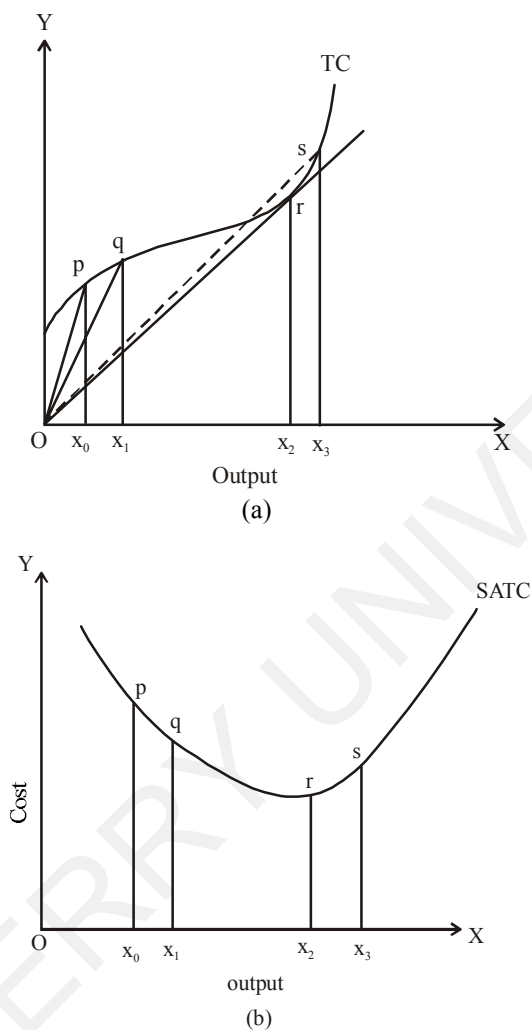 Y
TC
s
r
q
p
O
x₀
x₁
x₂
x₃
X
Output
(a)
Y
SATC
p
q
r
s
Cost
O
x₀
x₁
x₂
x₃
X
output
(b)